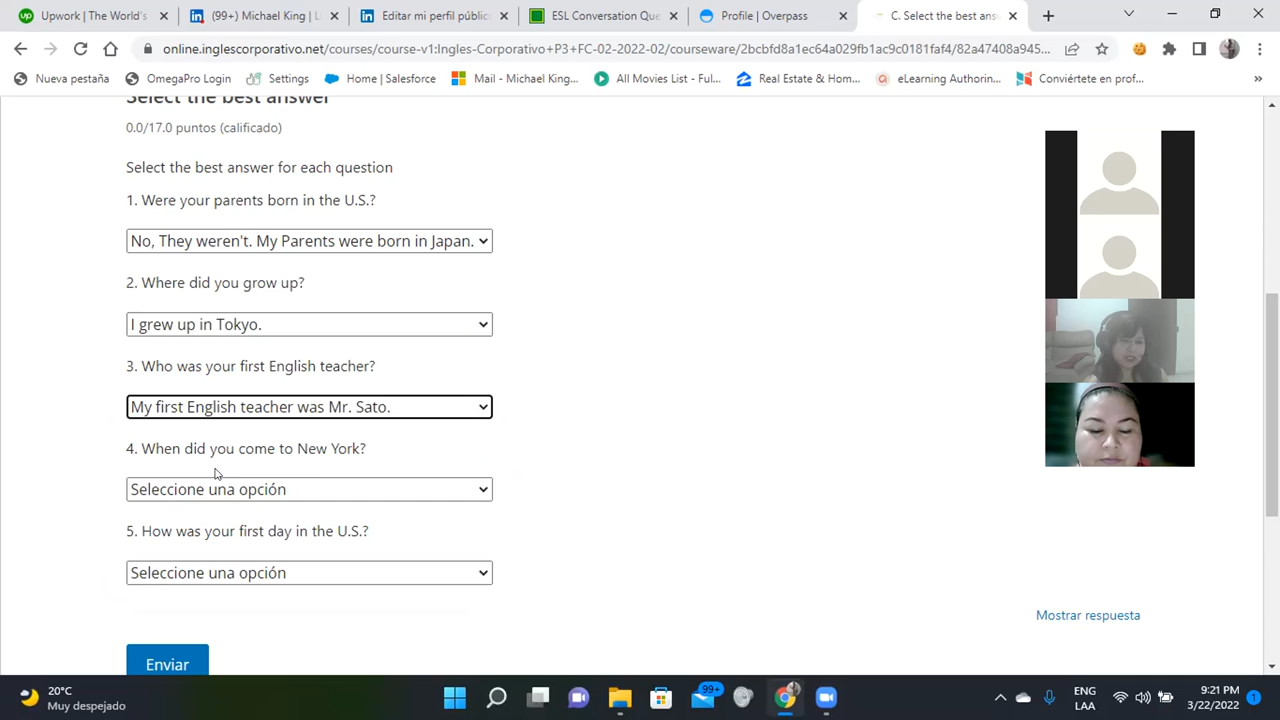 Upwork | The World's
(99+) Michael King | L
Editar mi perfil públic
ESL Conversation Que
Profile | Overpass
C. Select the best ans
online.inglescorporativo.net/courses/course-v1:Ingles-Corporativo+P3+FC-02-2022-02/courseware/2bcbfd8a1ec64a029fb1ac9c0181faf4/82a47408a945...
Nueva pestaña
OmegaPro Login
Settings
Home | Salesforce
Mail - Michael King...
All Movies List - Ful...
Real Estate & Hom...
eLearning Authorin...
Conviértete en prof...
»
Select the best answer
0.0/17.0 puntos (calificado)
Select the best answer for each question
1. Were your parents born in the U.S.?
No, They weren't. My Parents were born in Japan.
2. Where did you grow up?
I grew up in Tokyo.
3. Who was your first English teacher?
My first English teacher was Mr. Sato.
4. When did you come to New York?
Seleccione una opción
5. How was your first day in the U.S.?
Seleccione una opción
Mostrar respuesta
Enviar
20°C
Muy despejado
99+
ENG
LAA
9:21 PM
3/22/2022
1